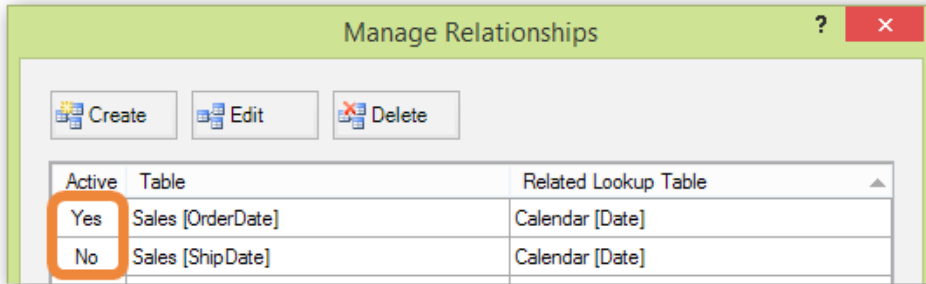 Manage Relationships ? ×
Create Edit Delete
Active Table Related Lookup Table
Yes Sales [OrderDate] Calendar [Date]
No Sales [ShipDate] Calendar [Date]